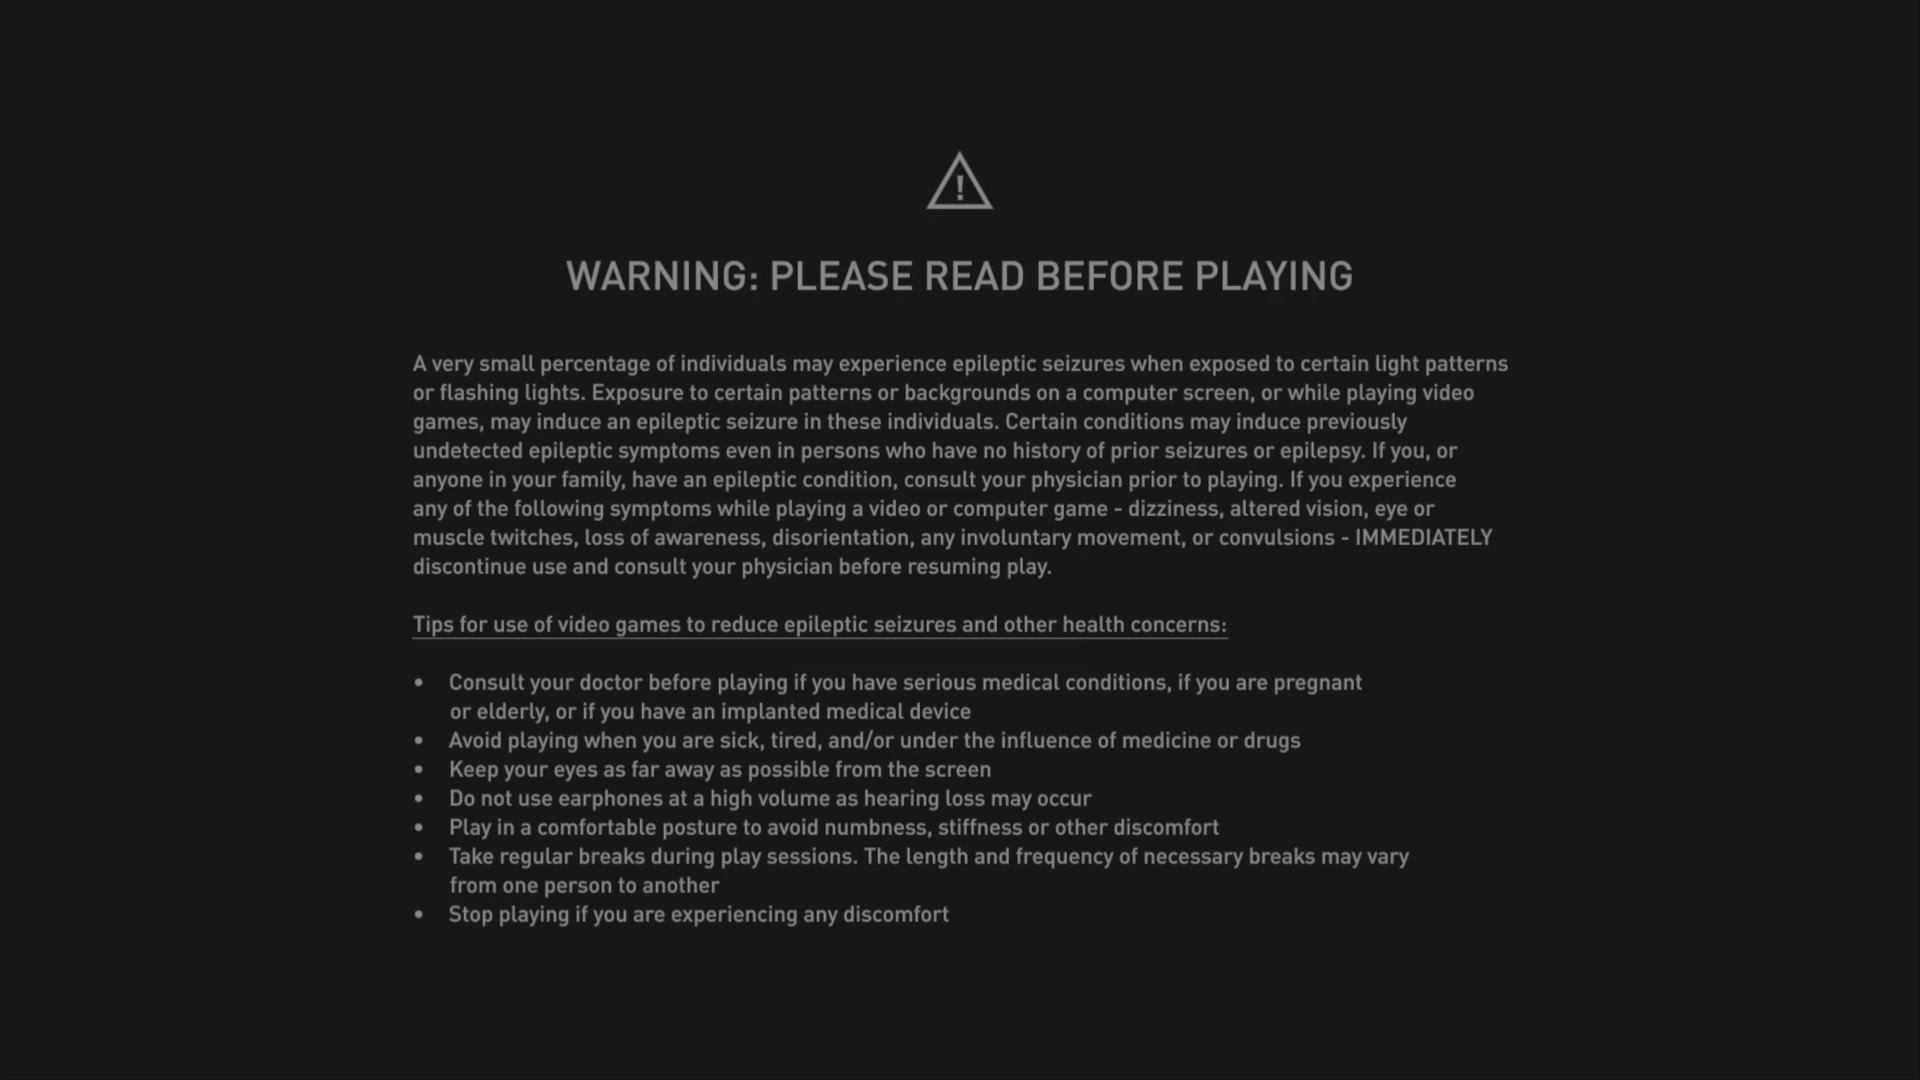 !
WARNING: PLEASE READ BEFORE PLAYING
A very small percentage of individuals may experience epileptic seizures when exposed to certain light patterns
or flashing lights. Exposure to certain patterns or backgrounds on a computer screen, or while playing video
games, may induce an epileptic seizure in these individuals. Certain conditions may induce previously
undetected epileptic symptoms even in persons who have no history of prior seizures or epilepsy. If you, or
anyone in your family, have an epileptic condition, consult your physician prior to playing. If you experience
any of the following symptoms while playing a video or computer game - dizziness, altered vision, eye or
muscle twitches, loss of awareness, disorientation, any involuntary movement, or convulsions - IMMEDIATELY
discontinue use and consult your physician before resuming play.
Tips for use of video games to reduce epileptic seizures and other health concerns:
• Consult your doctor before playing if you have serious medical conditions, if you are pregnant
or elderly, or if you have an implanted medical device
• Avoid playing when you are sick, tired, and/or under the influence of medicine or drugs
• Keep your eyes as far away as possible from the screen
• Do not use earphones at a high volume as hearing loss may occur
• Play in a comfortable posture to avoid numbness, stiffness or other discomfort
• Take regular breaks during play sessions. The length and frequency of necessary breaks may vary
from one person to another
• Stop playing if you are experiencing any discomfort